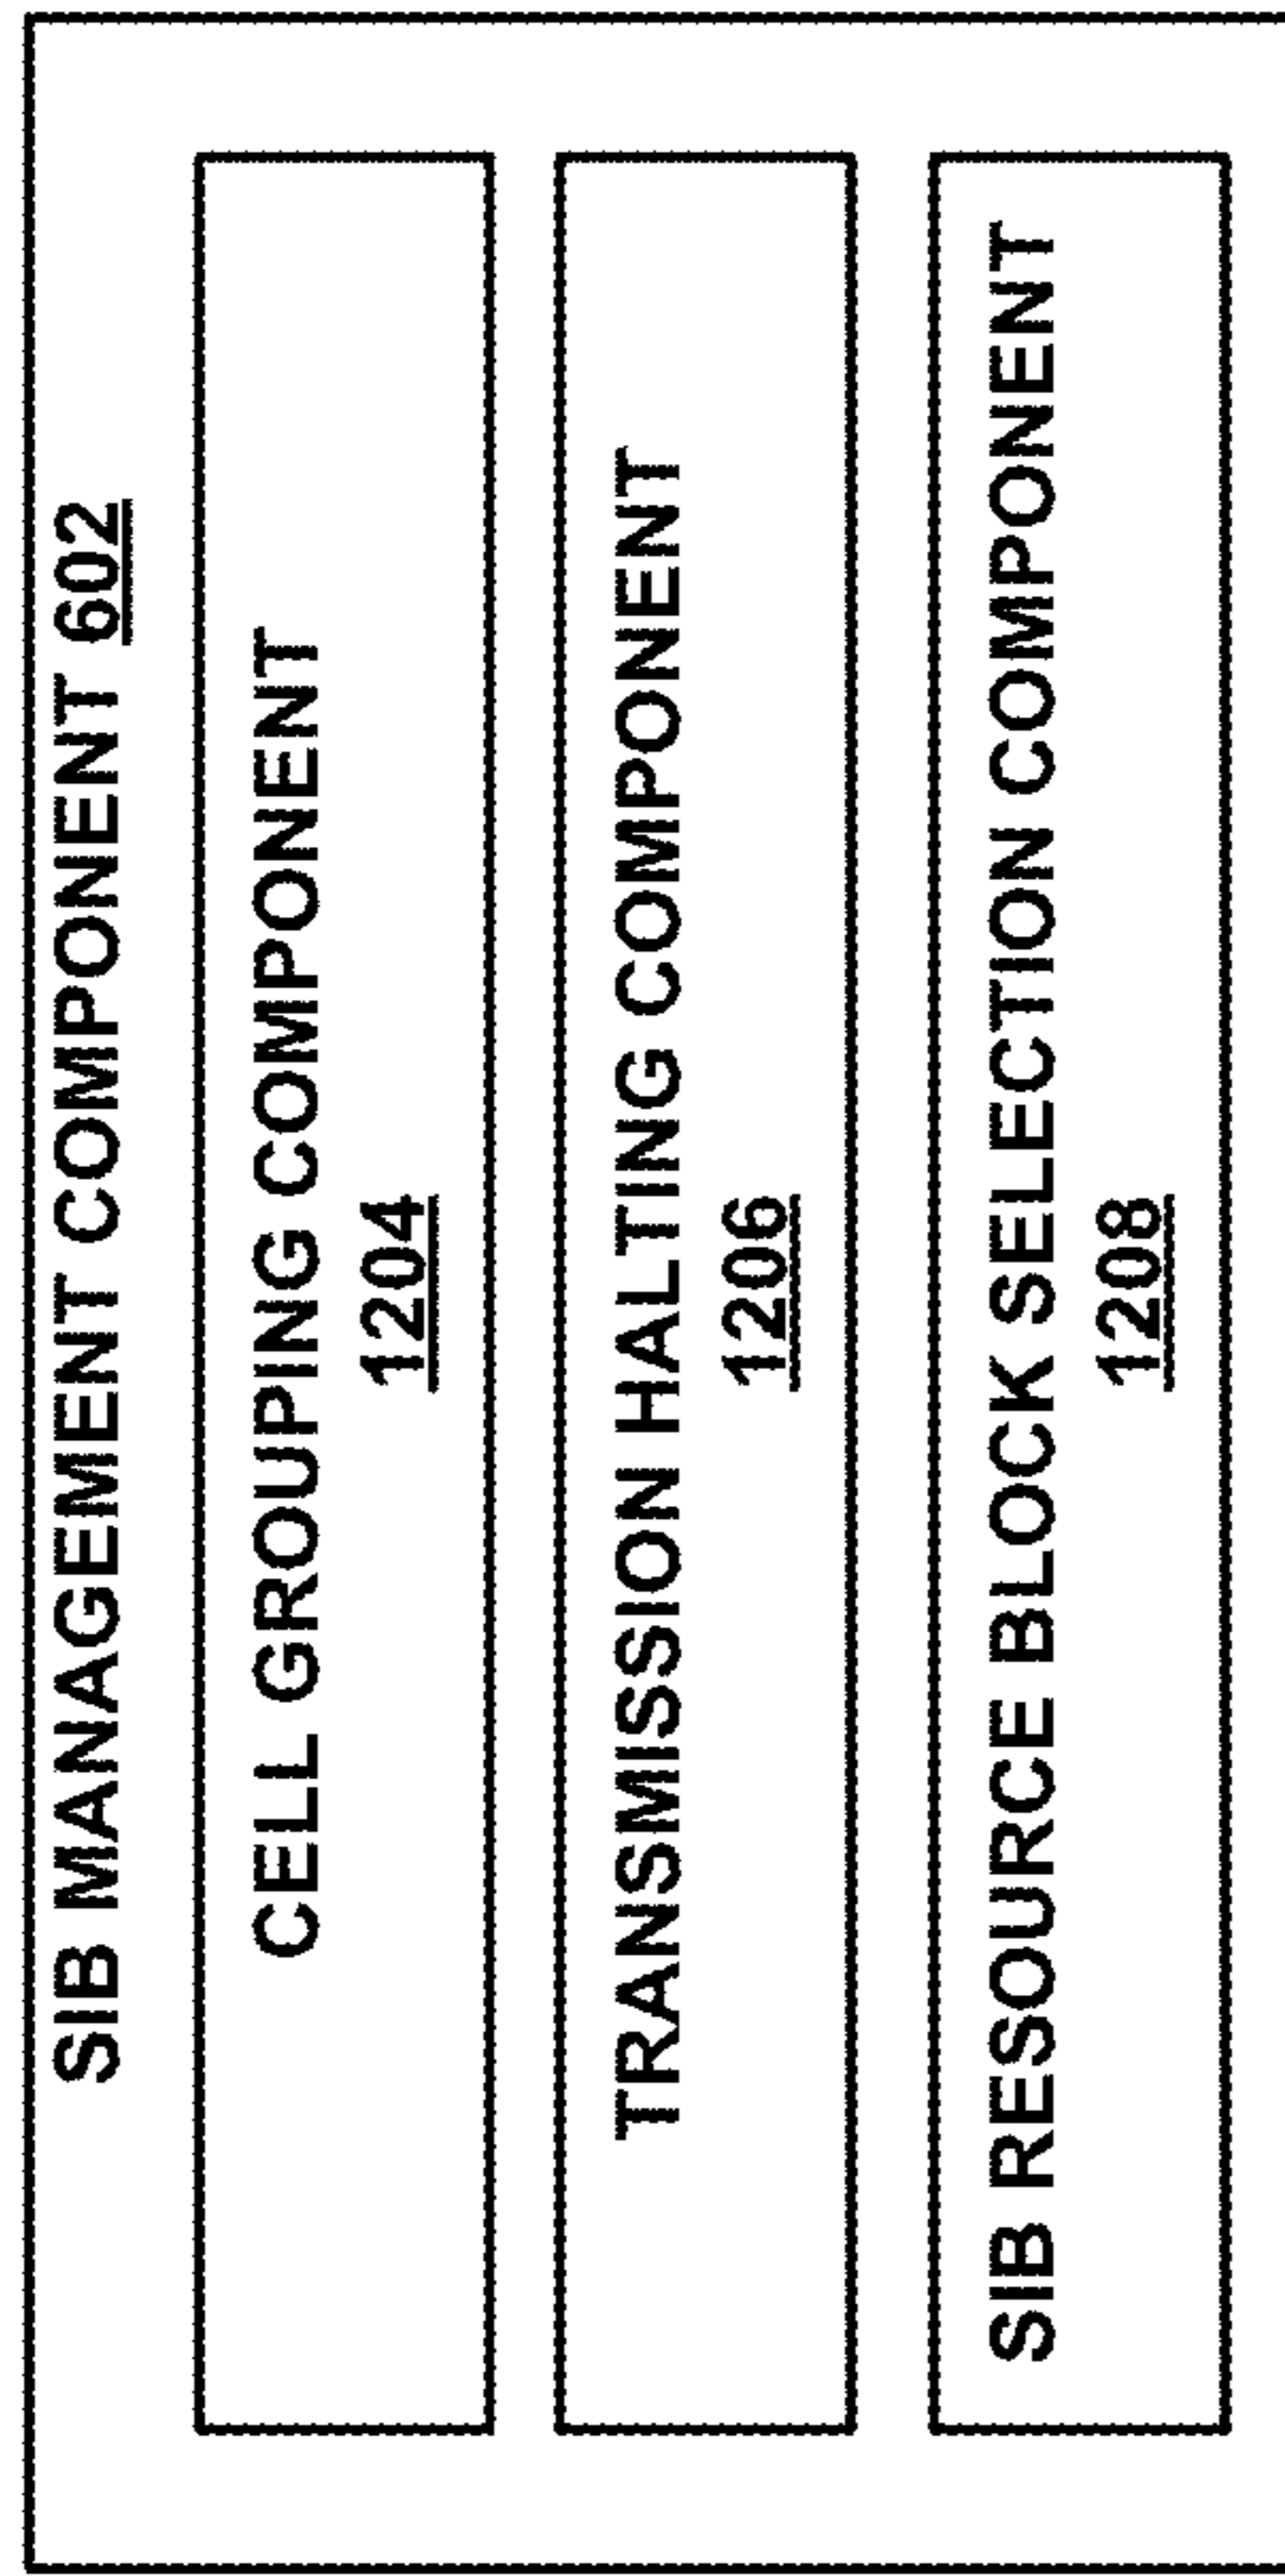 SIB MANAGEMENT COMPONENT 602
CELL GROUPING COMPONENT
1204
TRANSMISSION HALTING COMPONENT
1206
SIB RESOURCE BLOCK SELECTION COMPONENT
1208